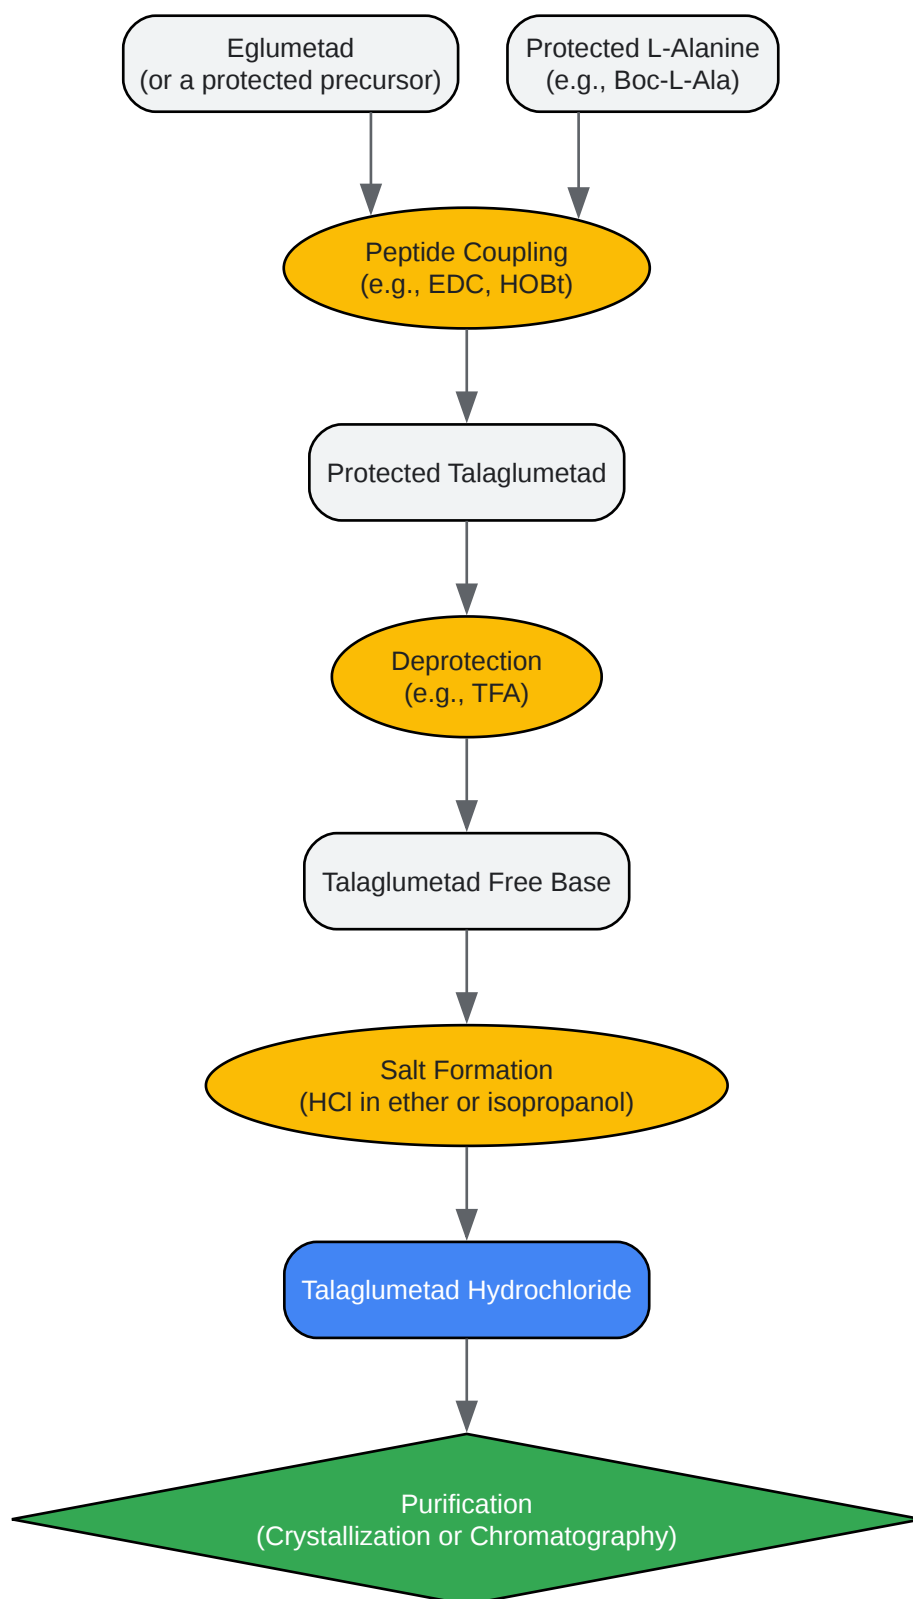 Eglumetad
(or a protected precursor)
Protected L-Alanine
(e.g., Boc-L-Ala)
Peptide Coupling
(e.g., EDC, HOBt)
Protected Talaglumetad
Deprotection
(e.g., TFA)
Talaglumetad Free Base
Salt Formation
(HCl in ether or isopropanol)
Talaglumetad Hydrochloride
Purification
(Crystallization or Chromatography)